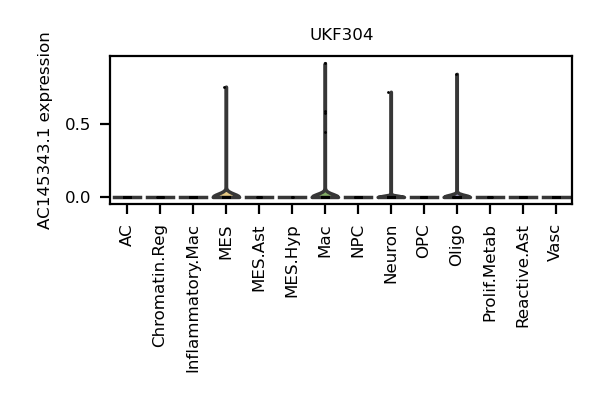 UKF304
AC145343.1 expression
0.5
0.0
AC
Chromatin.Reg
Inflammatory.Mac
MES
MES.Ast
MES.Hyp
Mac
NPC
Neuron
OPC
Oligo
Prolif.Metab
Reactive.Ast
Vasc